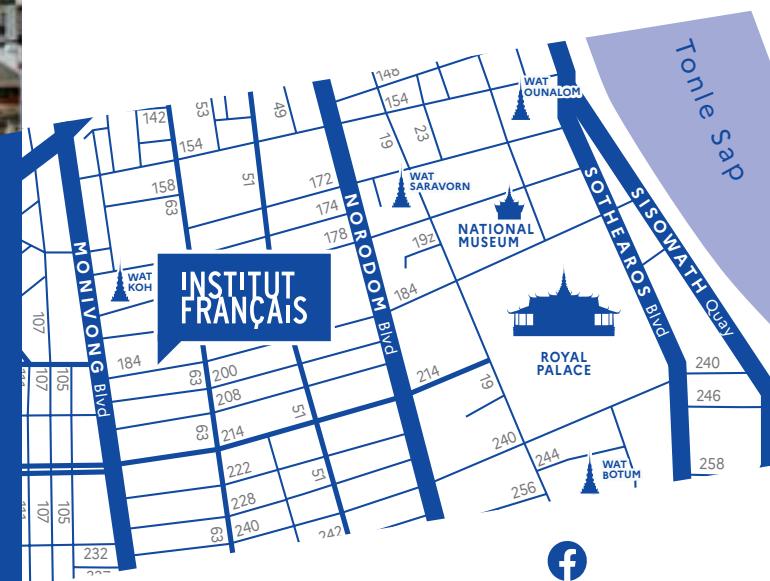 Tonle Sap
148
WAT
OUNALOM
53
49
154
142
154
19
23
172
51
158
63
174
WAT
SARAVORN
178
NORODOM Blvd
NATIONAL
MUSEUM
19z
SOTHEAROS Blvd
SISOWATH Quay
MONIVONG Blvd
WAT
KOH
INSTITUT
FRANÇAIS
184
107
184
ROYAL
PALACE
240
107
105
63
200
214
19
246
208
51
63
214
240
222
51
244
WAT
BOTUM
258
256
228
107
105
63
240
242
232